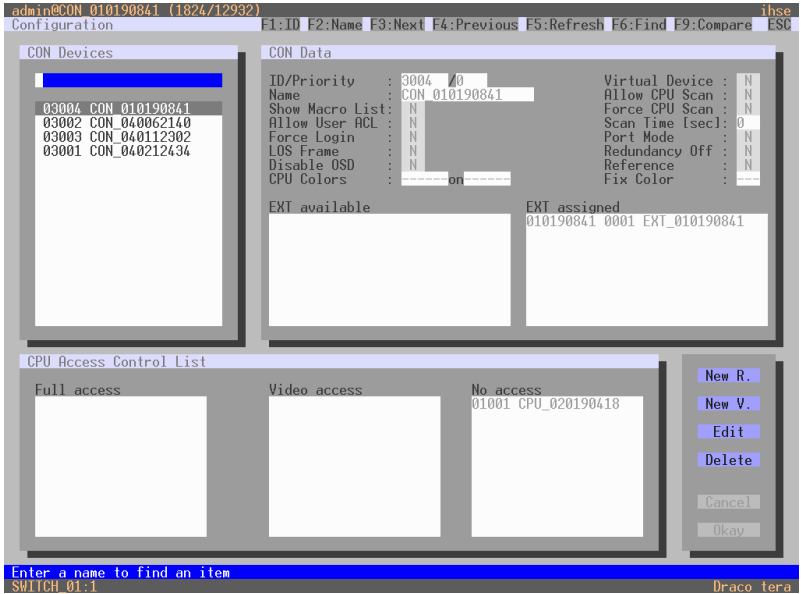 admin@CON_010190841 (1824/12932) ihse
Configuration F1:ID F2:Name F3:Next F4:Previous F5:Refresh F6:Find F9:Compare ESC
CON Devices
03004 CON_010190841
03002 CON_040062140
03003 CON_040112302
03001 CON_040212434
CON Data
ID/Priority : 3004 /0 Virtual Device : N
Name : CON_010190841 Allow CPU Scan : N
Show Macro List: N Force CPU Scan : N
Allow User ACL : N Scan Time [sec]: 0
Force Login : N Port Mode : N
LOS Frame : N Redundancy Off : N
Disable OSD : N Reference : N
CPU Colors : ------on------ Fix Color : ---
EXT available
EXT assigned
010190841 0001 EXT_010190841
CPU Access Control List
Full access
Video access
No access
01001 CPU_020190418
New R.
New V.
Edit
Delete
Cancel
Okay
Enter a name to find an item
SWITCH_01:1 Draco tera